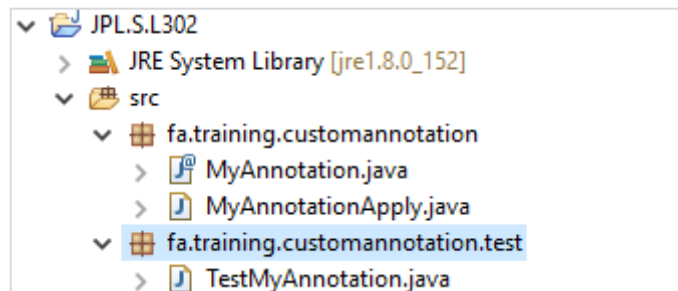 JPL.S.L302
JRE System Library [jre1.8.0_152]
src
fa.training.customannotation
MyAnnotation.java
MyAnnotationApply.java
fa.training.customannotation.test
TestMyAnnotation.java